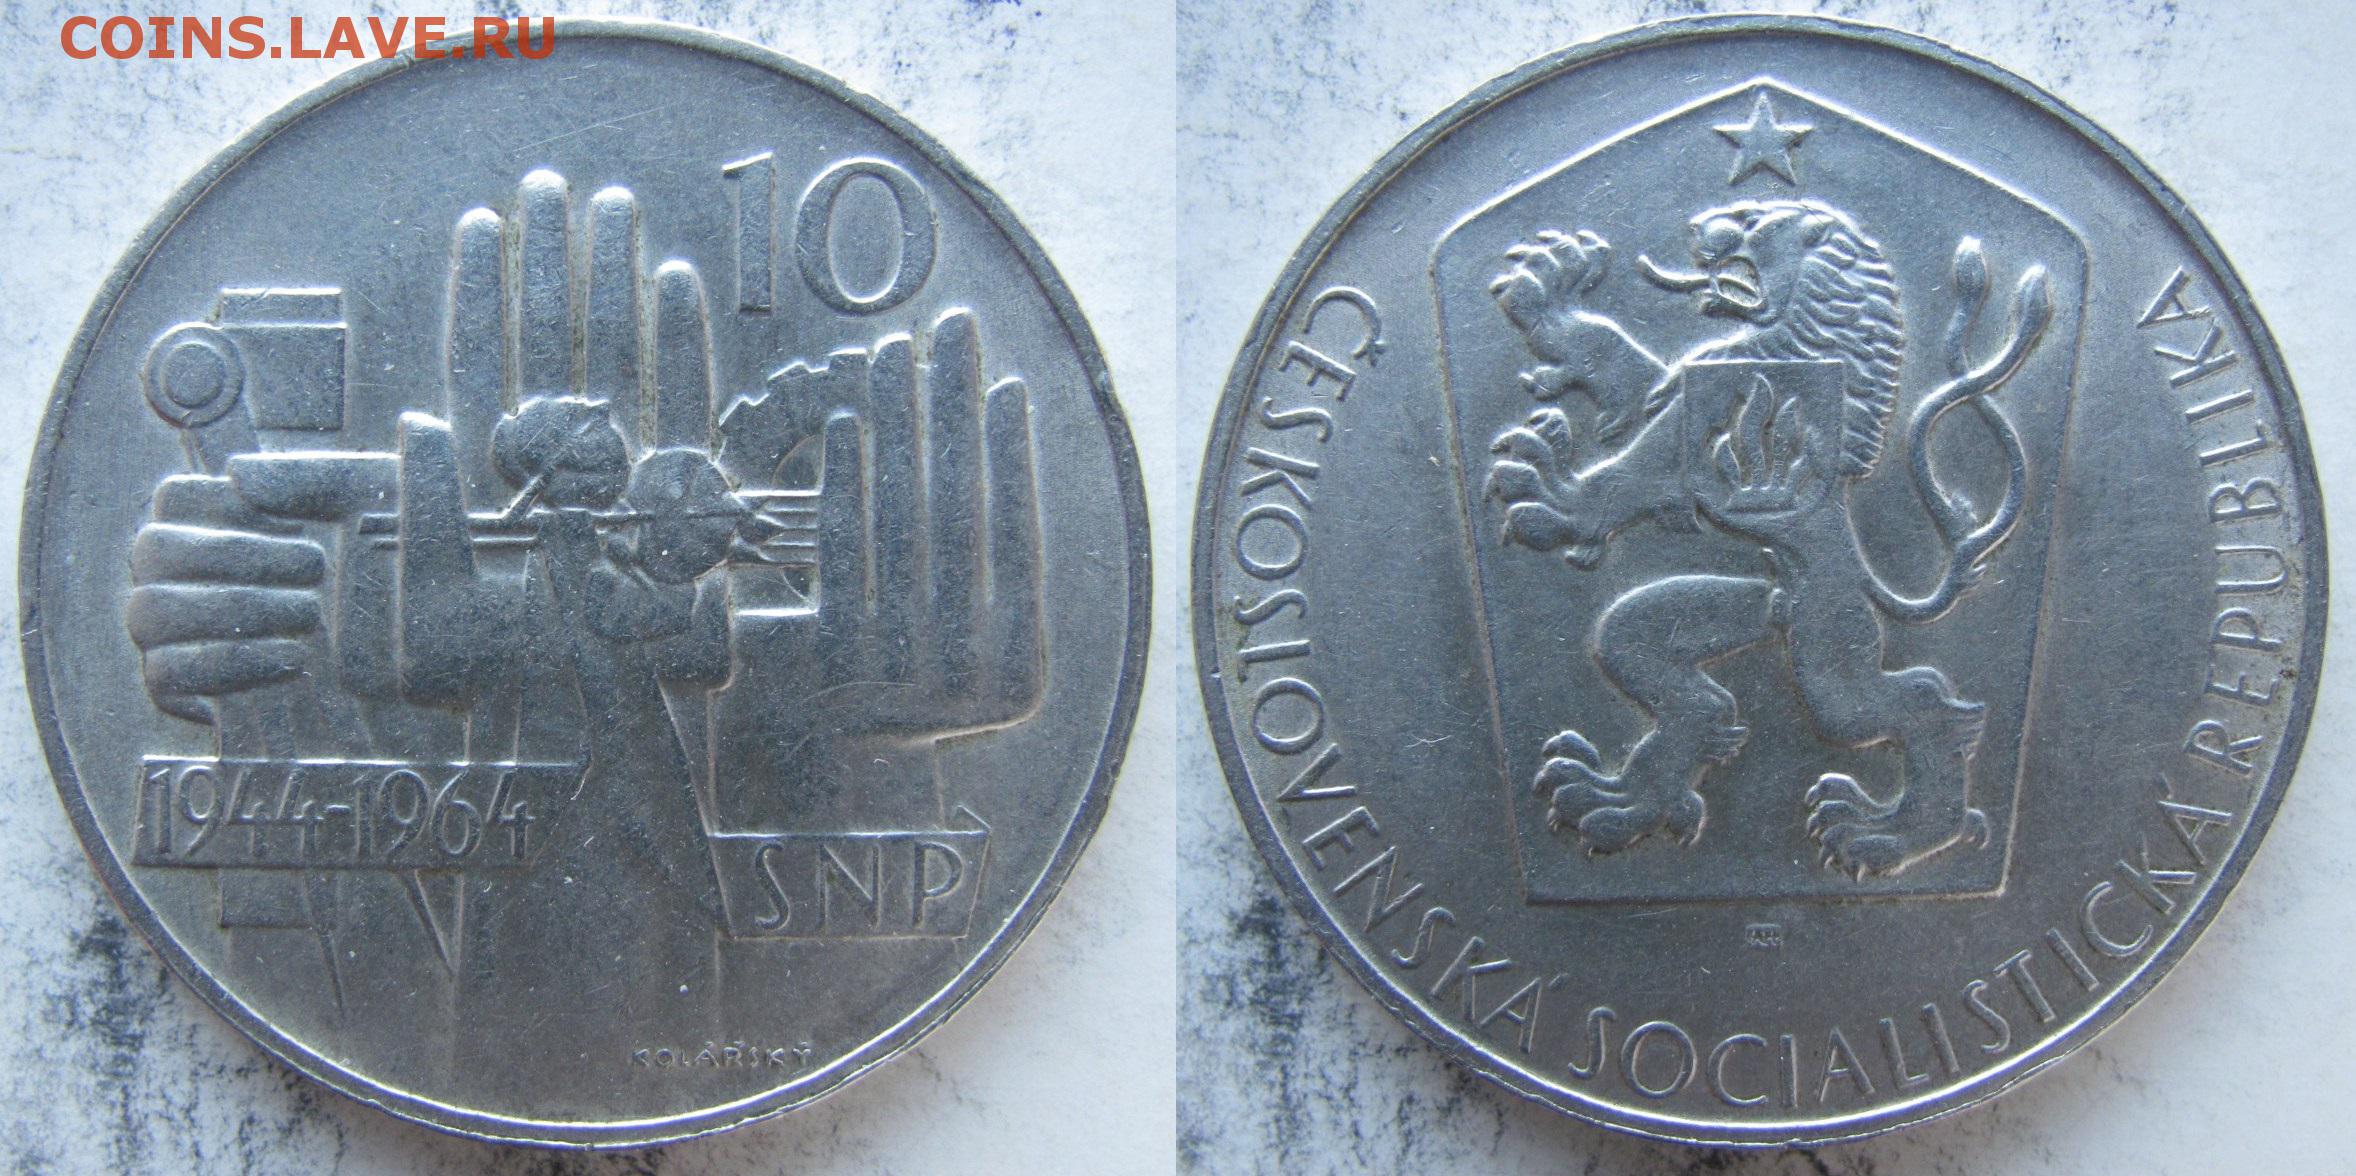 COINS.LAVE.RU
10
1944-1964
SNP
KOLÁŘSKÝ
ČESKOSLOVENSKÁ SOCIALISTICKÁ REPUBLIKA